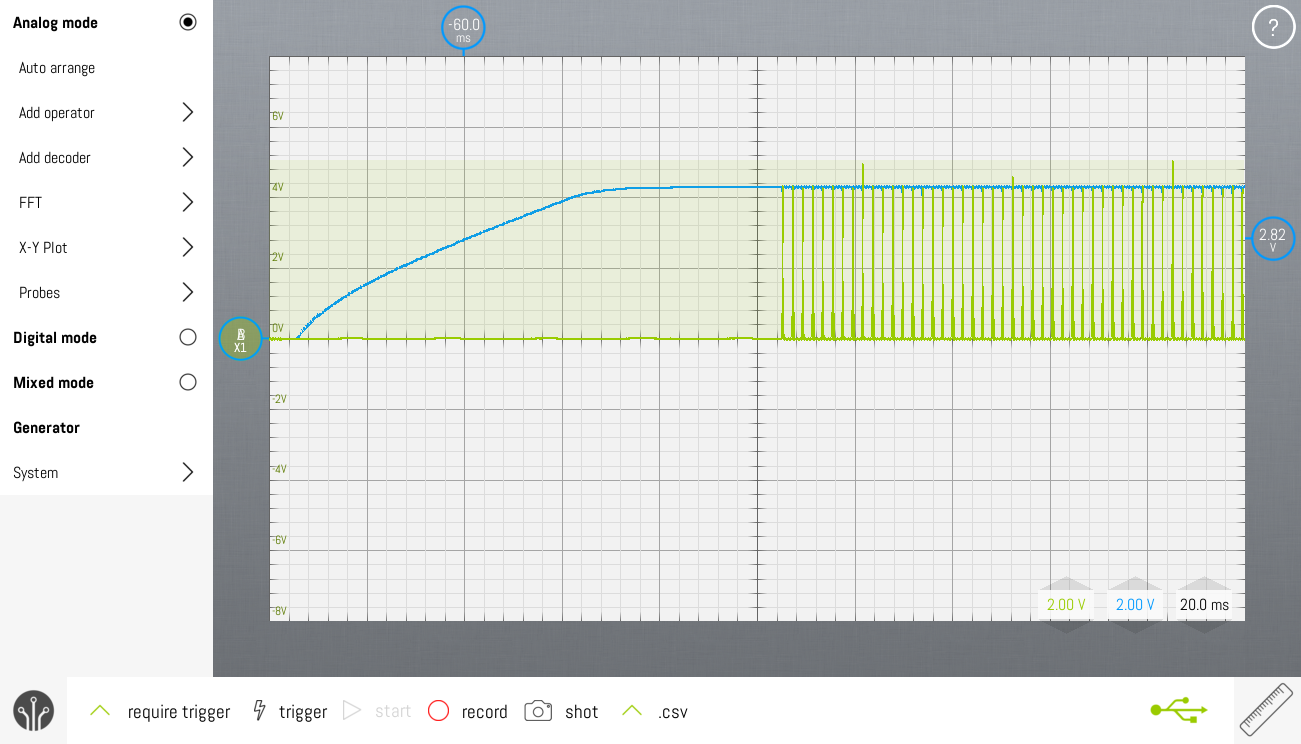 Analog mode
-60.0
ms
?
Auto arrange
Add operator
6V
Add decoder
4V
FFT
X-Y Plot
2V
2.82
V
Probes
0V
Digital mode
X1
Mixed mode
-2V
Generator
System
-4V
-6V
-8V
2.00 V
2.00 V
20.0 ms
require trigger
trigger
start
record
shot
.csv